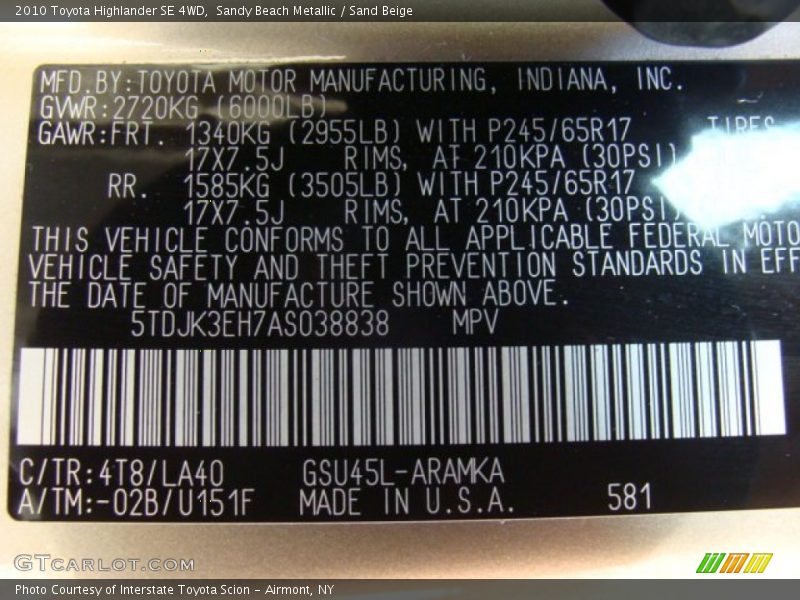 2010 Toyota Highlander SE 4WD, Sandy Beach Metallic / Sand Beige
MFD.BY:TOYOTA MOTOR MANUFACTURING, INDIANA, INC.
GVWR:2720KG (6000LB)
GAWR:FRT. 1340KG (2955LB) WITH P245/65R17 TIRES
17X7.5J RIMS, AT 210KPA (30PSI)
RR. 1585KG (3505LB) WITH P245/65R17
17X7.5J RIMS, AT 210KPA (30PSI)
THIS VEHICLE CONFORMS TO ALL APPLICABLE FEDERAL MOTO
VEHICLE SAFETY AND THEFT PREVENTION STANDARDS IN EFF
THE DATE OF MANUFACTURE SHOWN ABOVE.
5TDJK3EH7AS038838 MPV
C/TR:4T8/LA40 GSU45L-ARAMKA
A/TM:-02B/U151F MADE IN U.S.A. 581
GTCARLOT.COM
Photo Courtesy of Interstate Toyota Scion - Airmont, NY